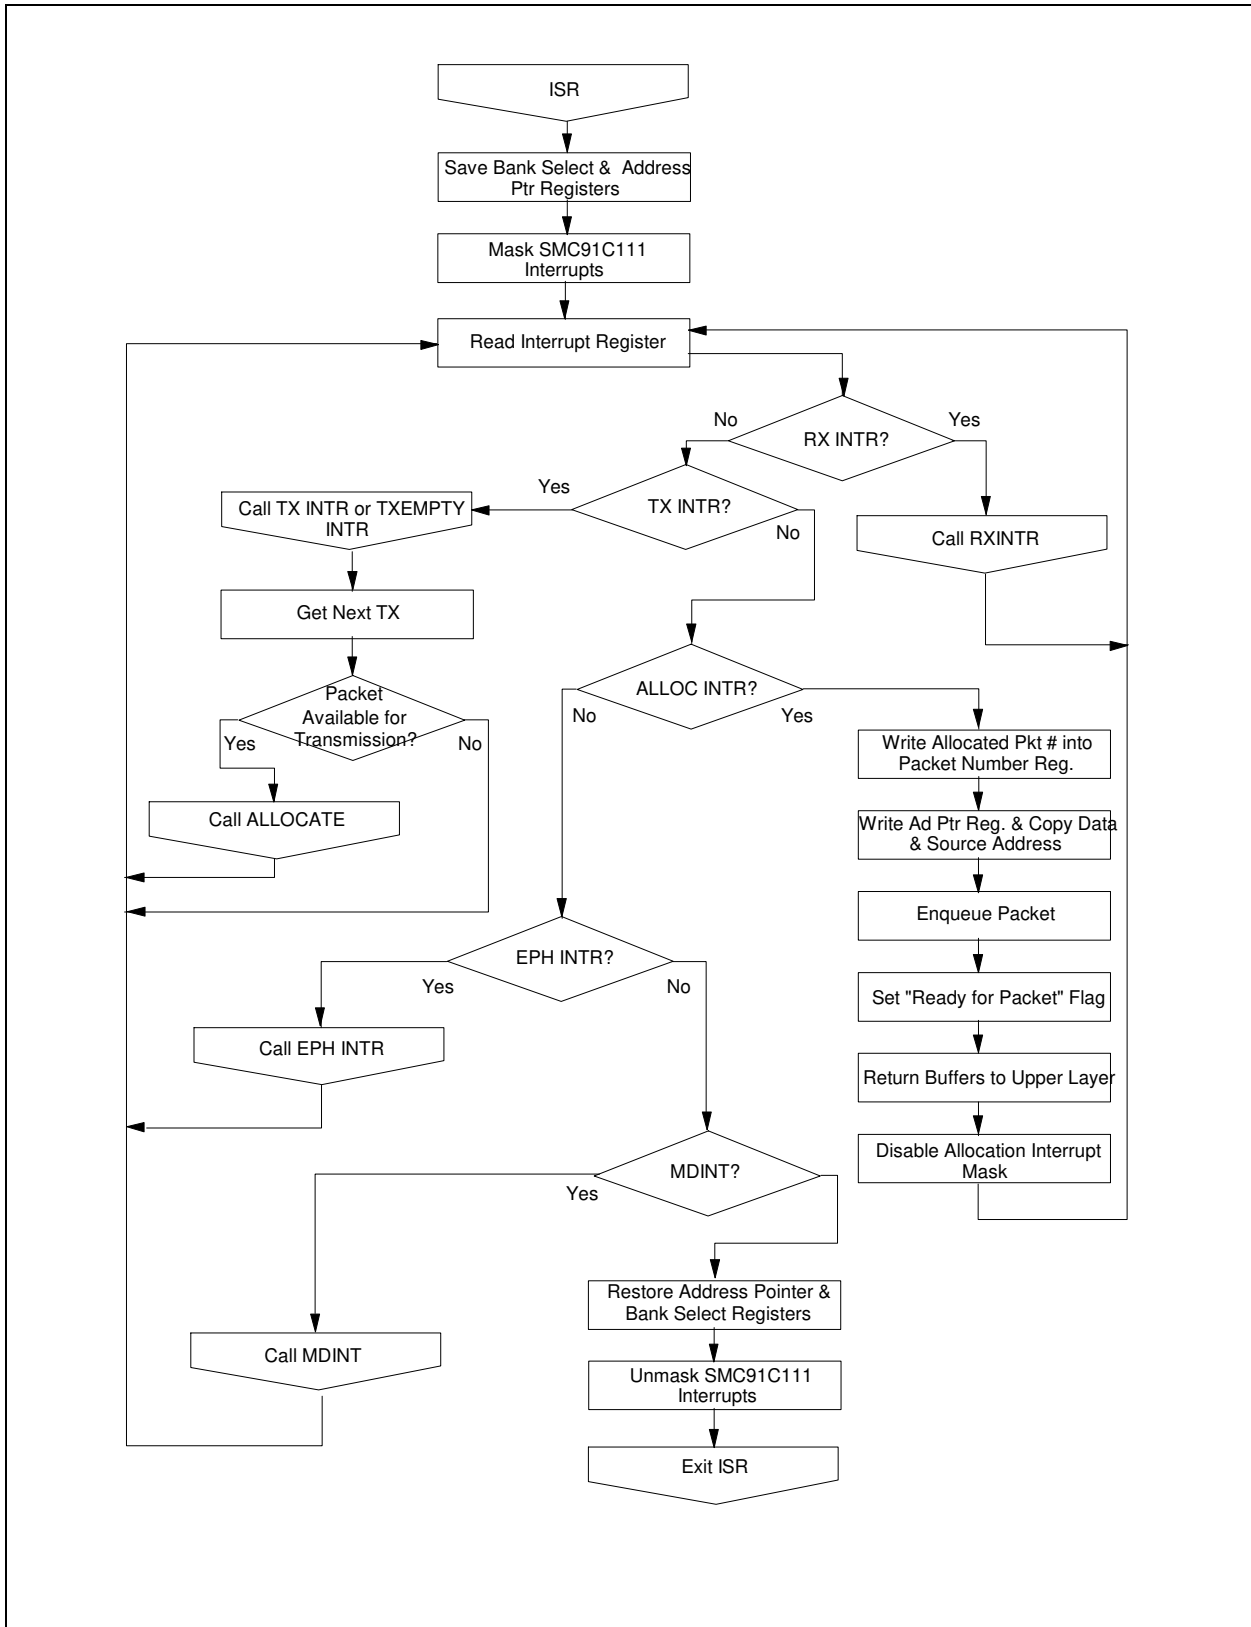 ISR
Save Bank Select & Address
Ptr Registers
Mask SMC91C111
Interrupts
Read Interrupt Register
No
Yes
RX INTR?
Yes
TX INTR?
No
Call TX INTR or TXEMPTY
INTR
Call RXINTR
Get Next TX
ALLOC INTR?
No
Yes
Packet
Available for
Transmission?
Yes
No
Write Allocated Pkt # into
Packet Number Reg.
Call ALLOCATE
Write Ad Ptr Reg. & Copy Data
& Source Address
Enqueue Packet
EPH INTR?
Yes
No
Set "Ready for Packet" Flag
Call EPH INTR
Return Buffers to Upper Layer
Disable Allocation Interrupt
Mask
MDINT?
Yes
Restore Address Pointer &
Bank Select Registers
Call MDINT
Unmask SMC91C111
Interrupts
Exit ISR